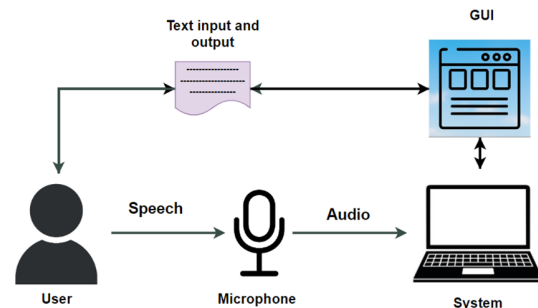 Text input and
output
GUI
Speech
Audio
User
Microphone
System